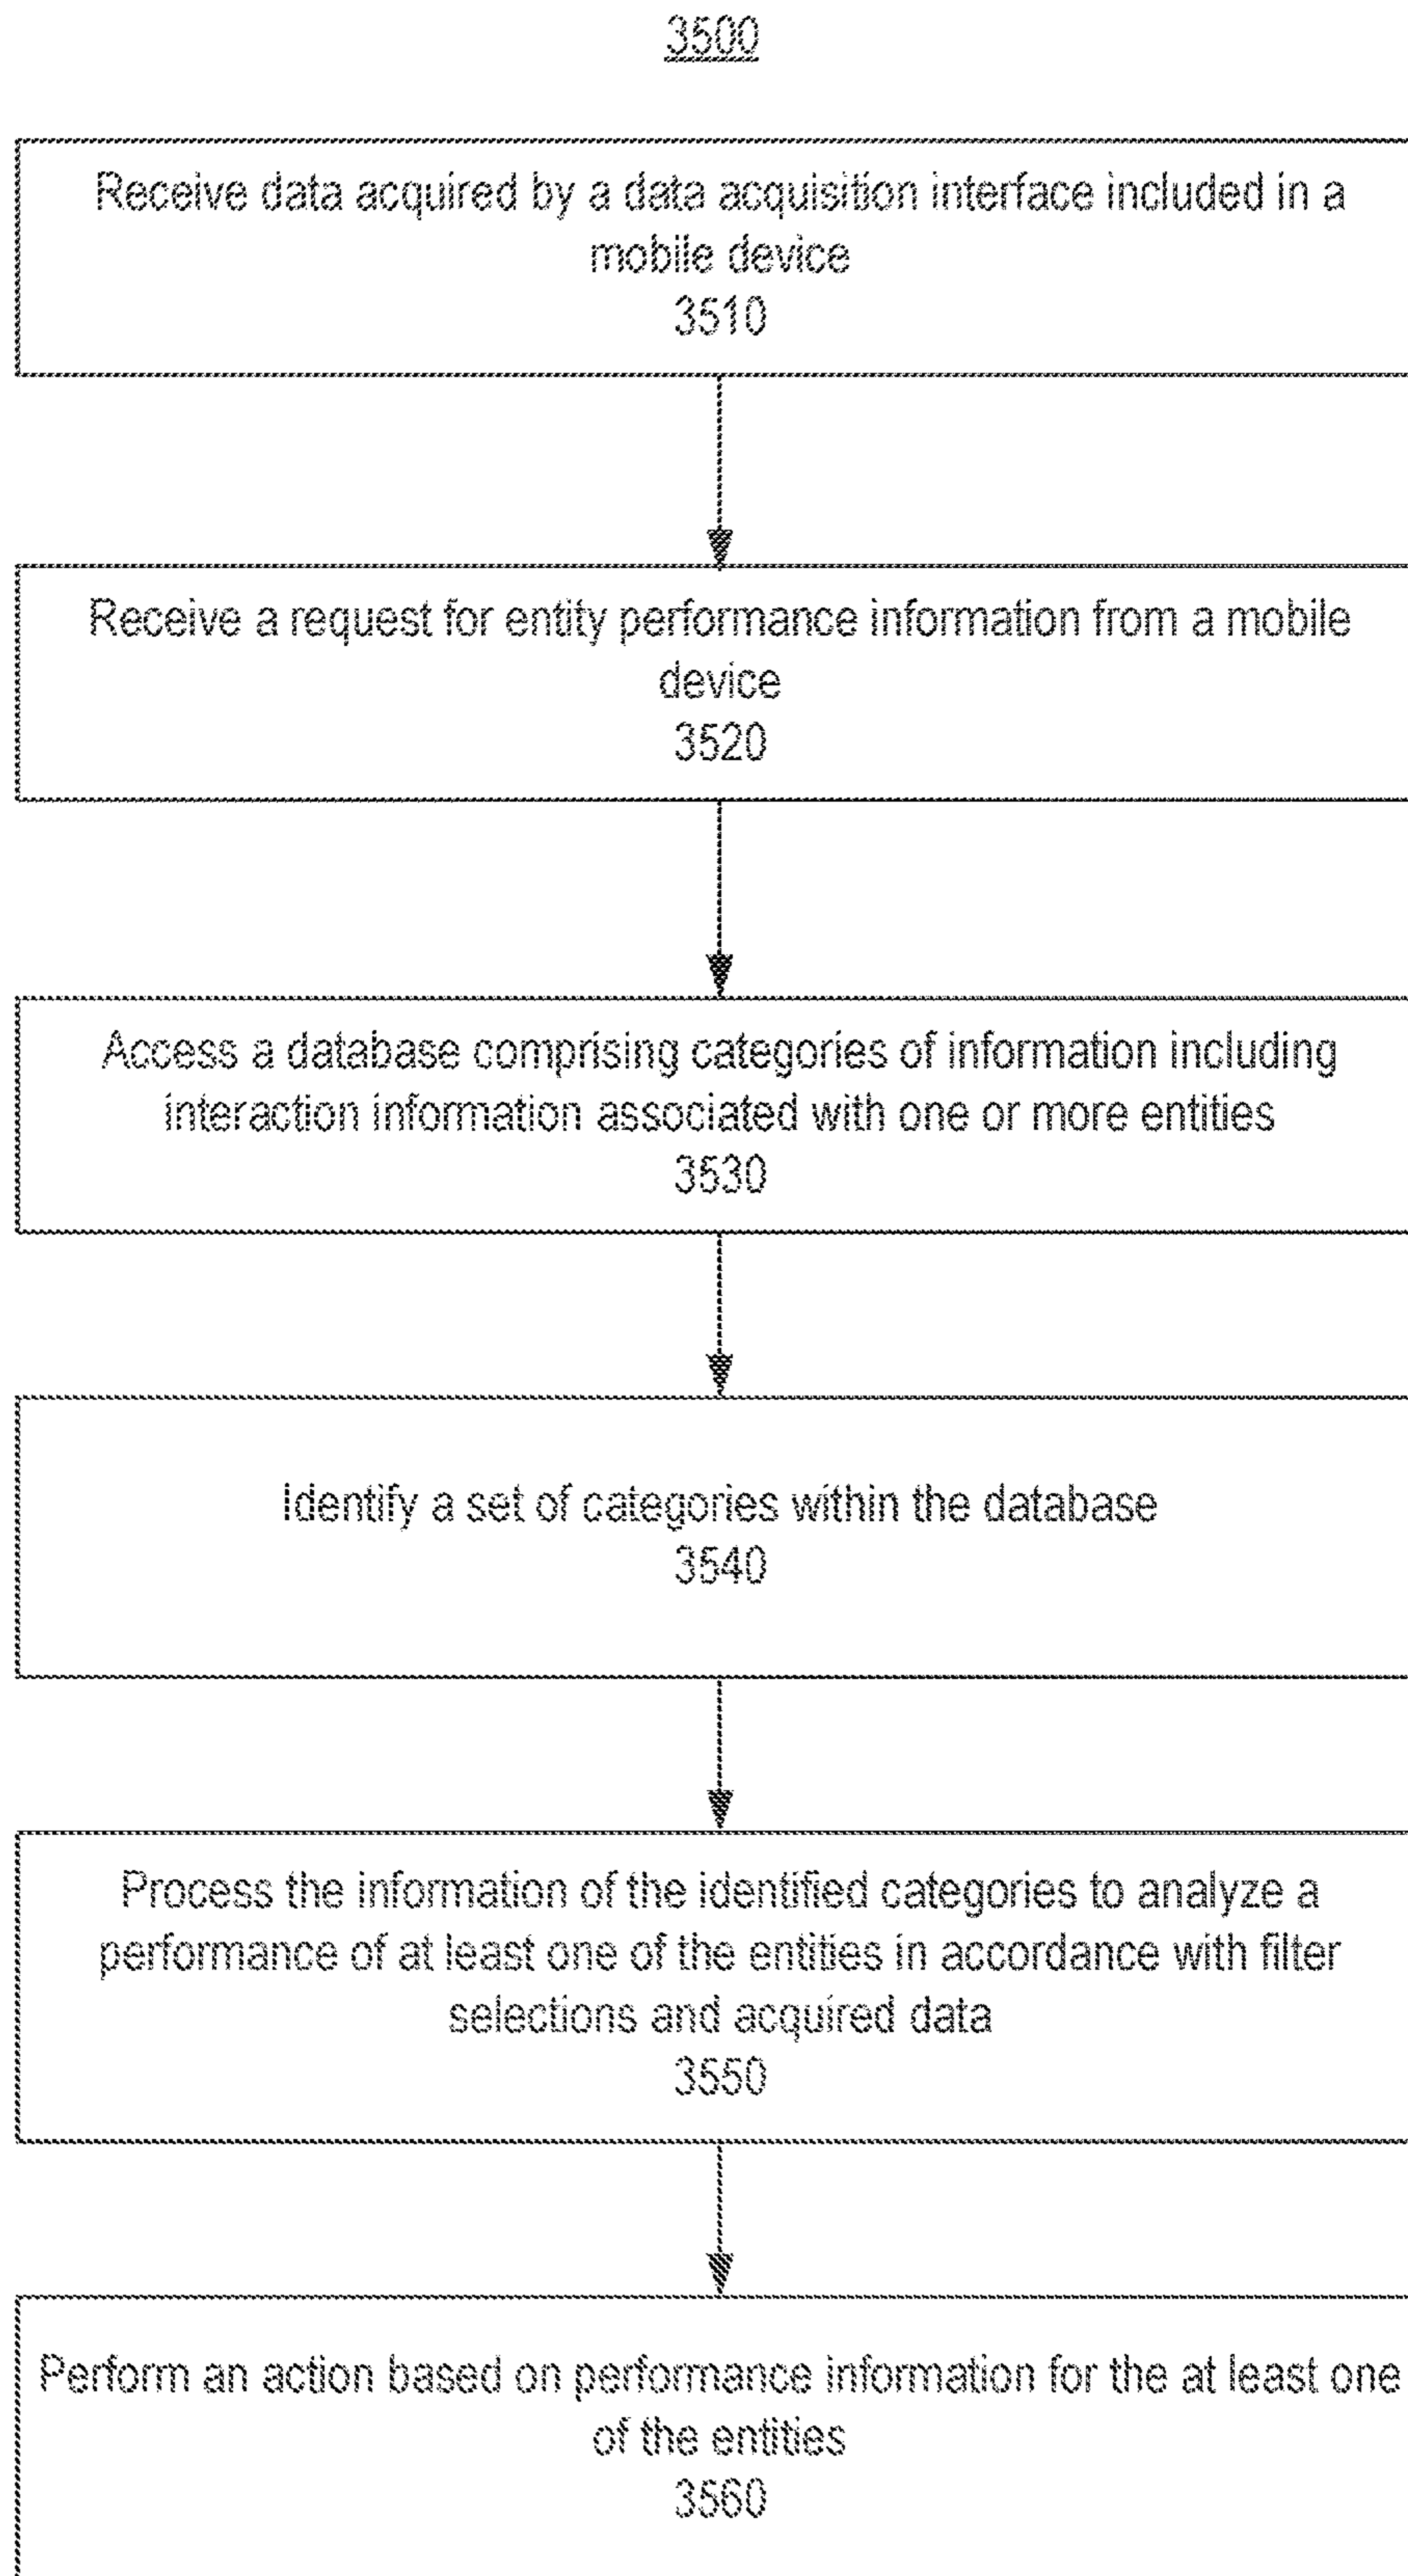 3500
Receive data acquired by a data acquisition interface included in a
mobile device
3510
Receive a request for entity performance information from a mobile
device
3520
Access a database comprising categories of information including
interaction information associated with one or more entities
3530
Identify a set of categories within the database
3540
Process the information of the identified categories to analyze a
performance of at least one of the entities in accordance with filter
selections and acquired data
3550
Perform an action based on performance information for the at least one
of the entities
3560